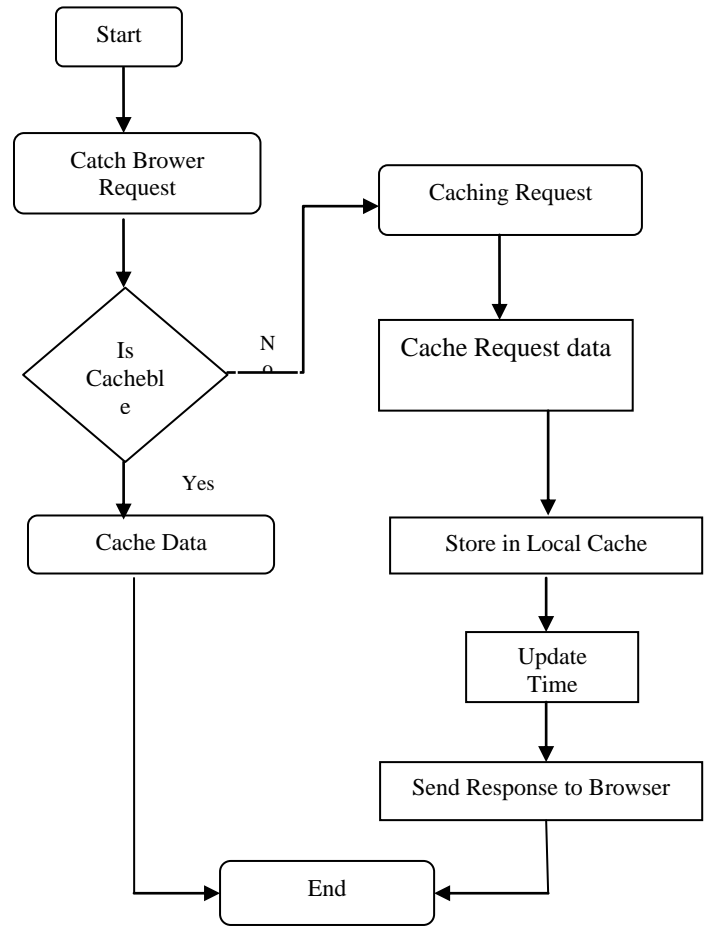 Start
Catch Brower
Request
Is
Cachebl
e
N
o
Yes
Cache Data
Caching Request
Cache Request data
Store in Local Cache
Update
Time
Send Response to Browser
End